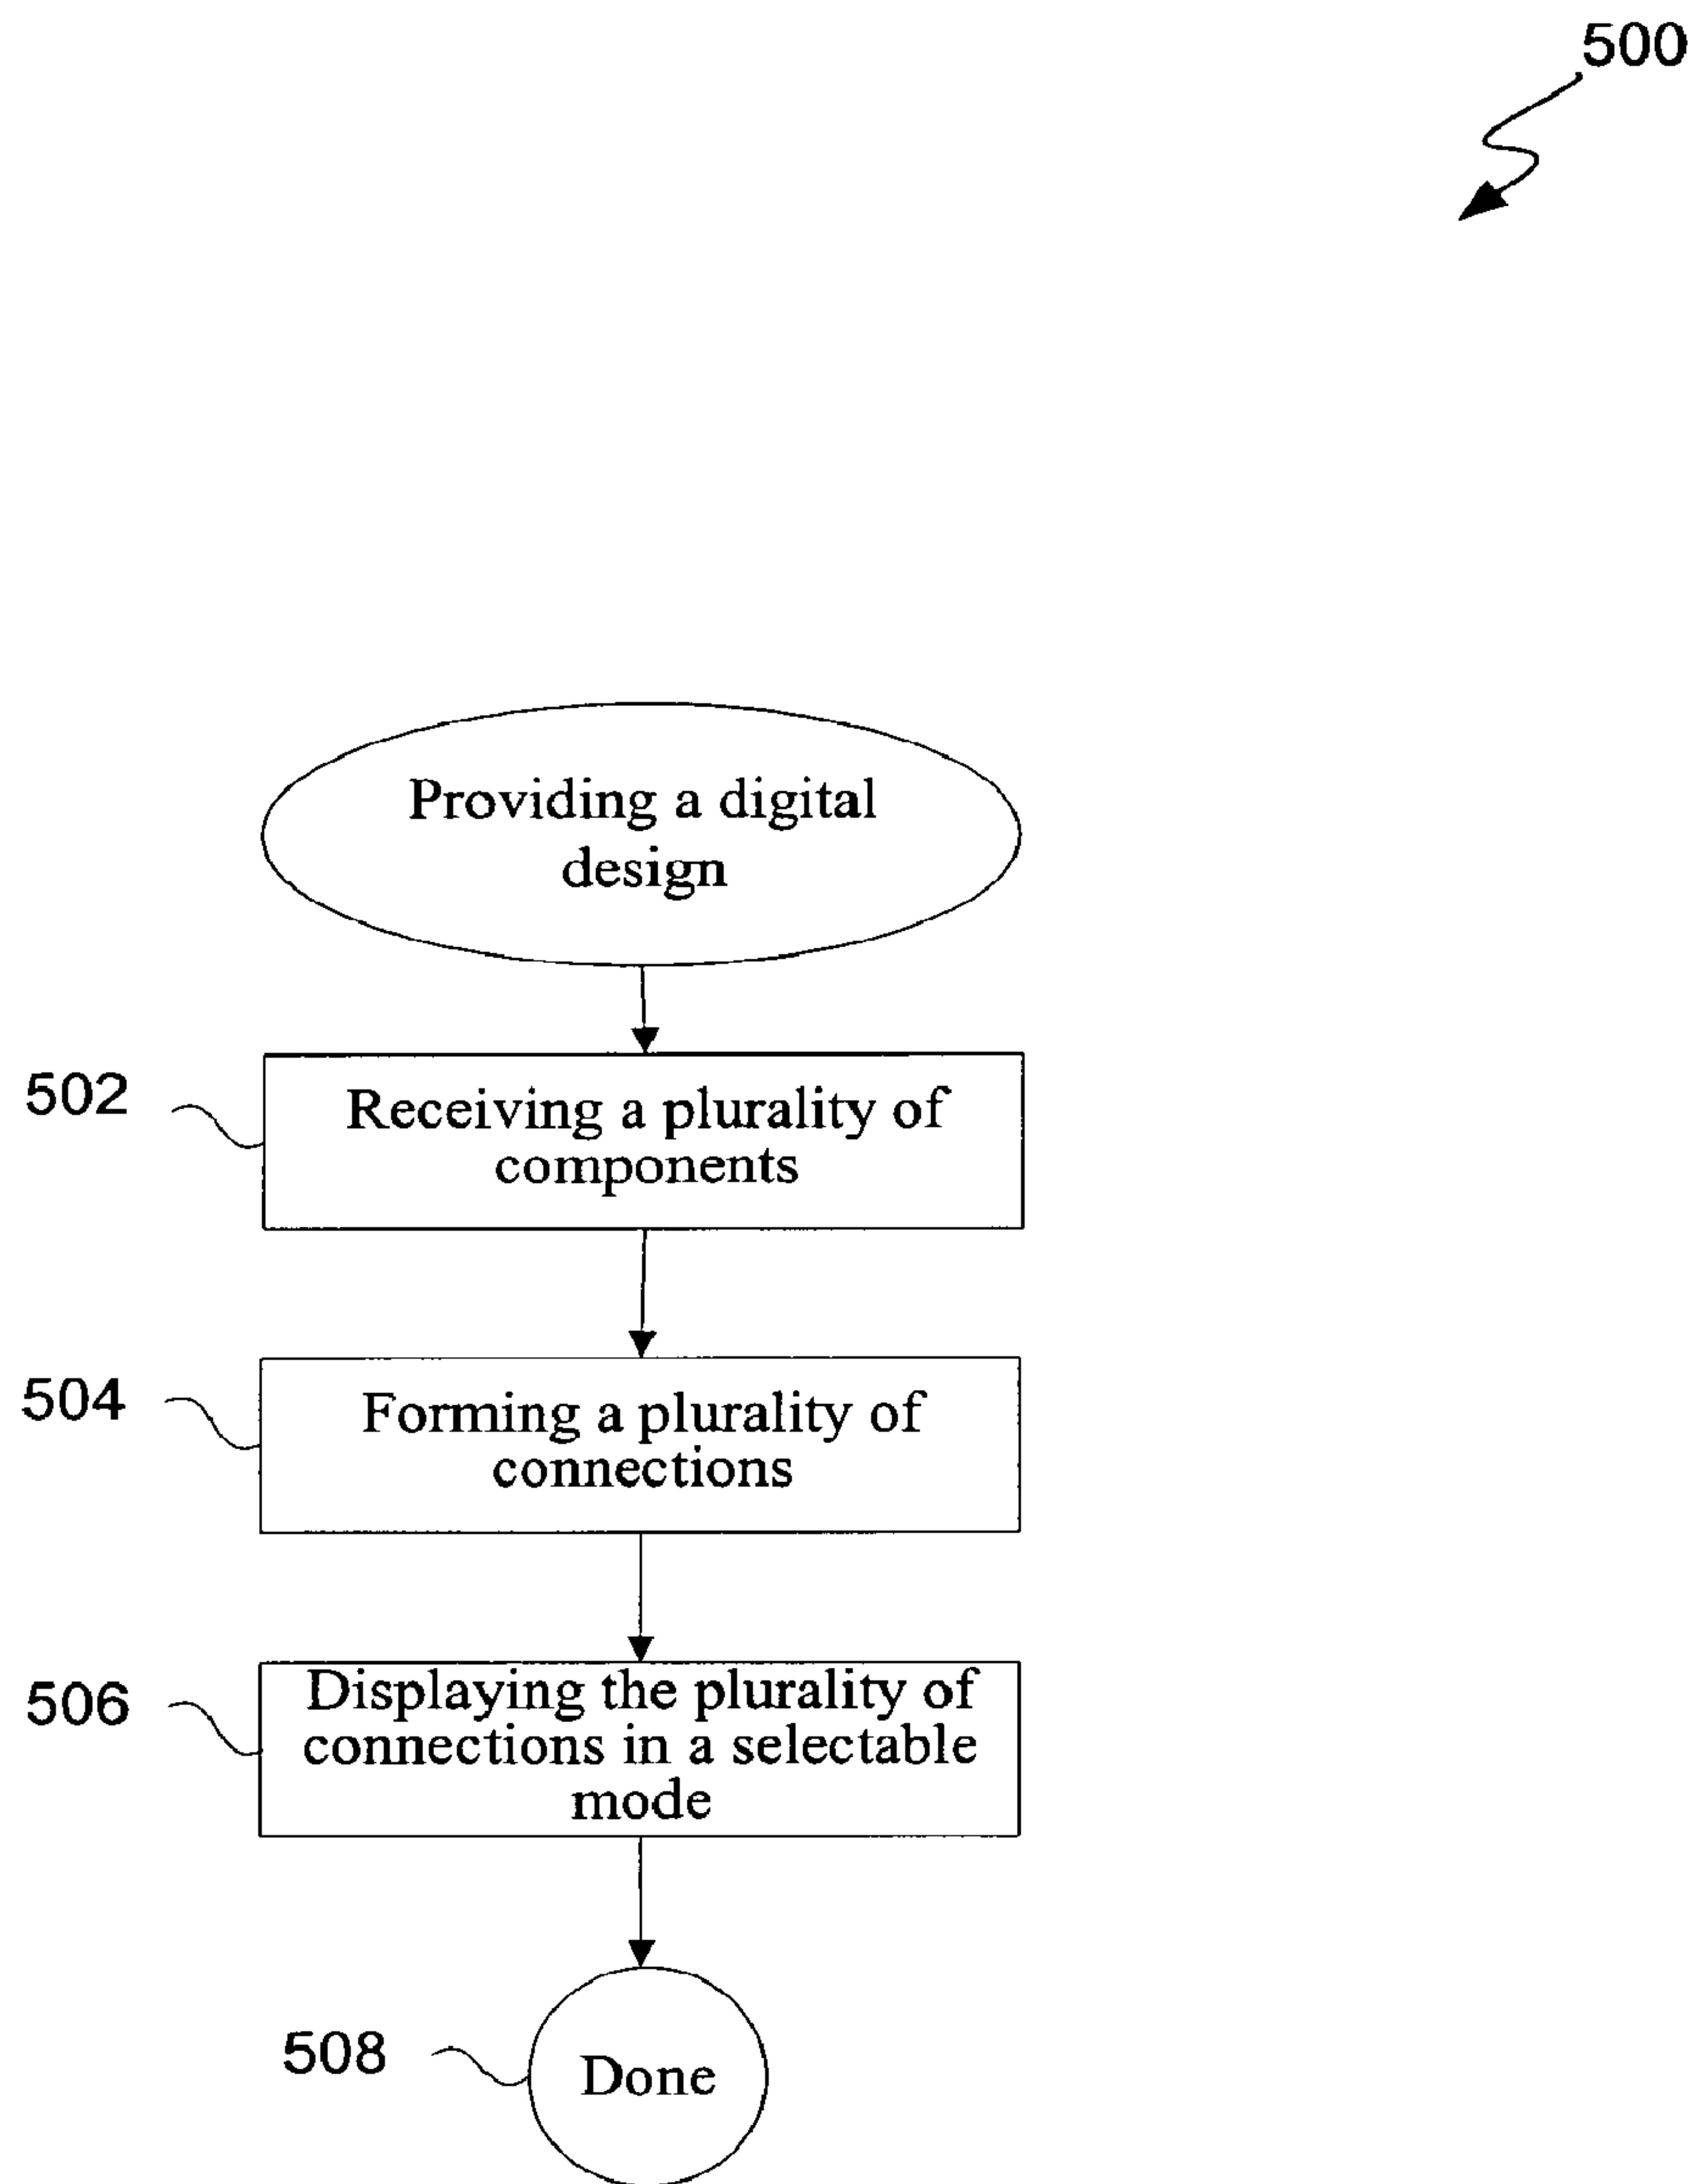 500
Providing a digital
design
502
Receiving a plurality of
components
504
Forming a plurality of
connections
506
Displaying the plurality of
connections in a selectable
mode
508
Done